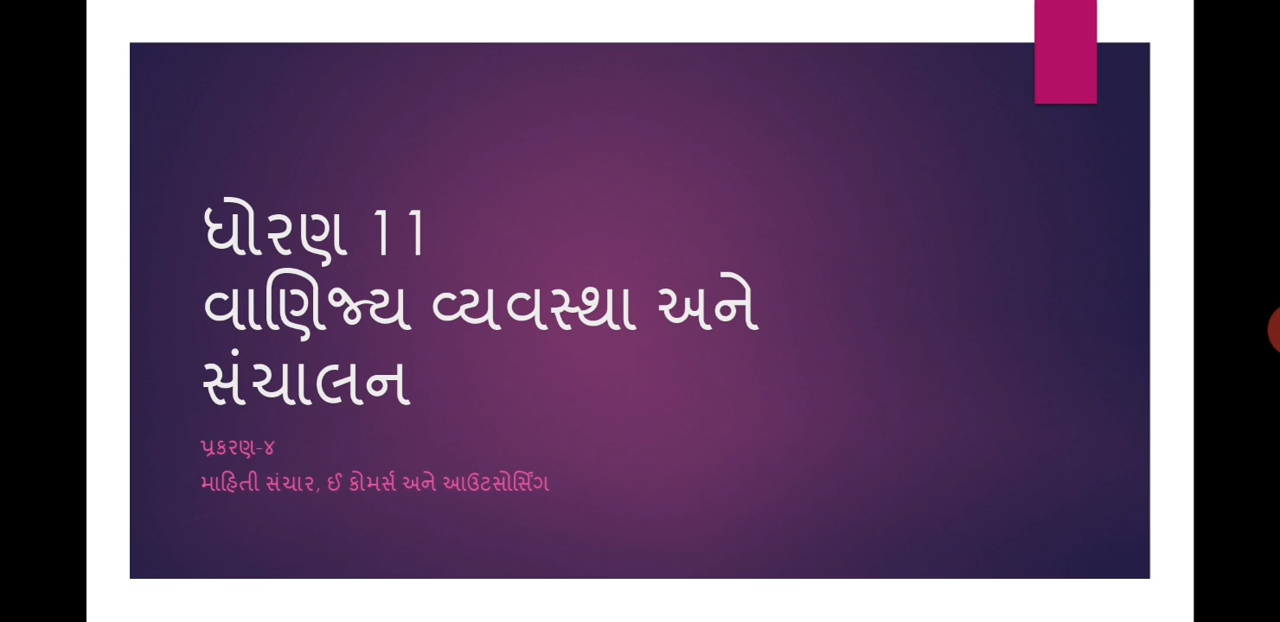 ધોરણ 11
વાણિજ્ય વ્યવસ્થા અને
સંચાલન
પ્રકરણ-૪
માહિતી સંચાર, ઈ કોમર્સ અને આઉટસોર્સિંગ